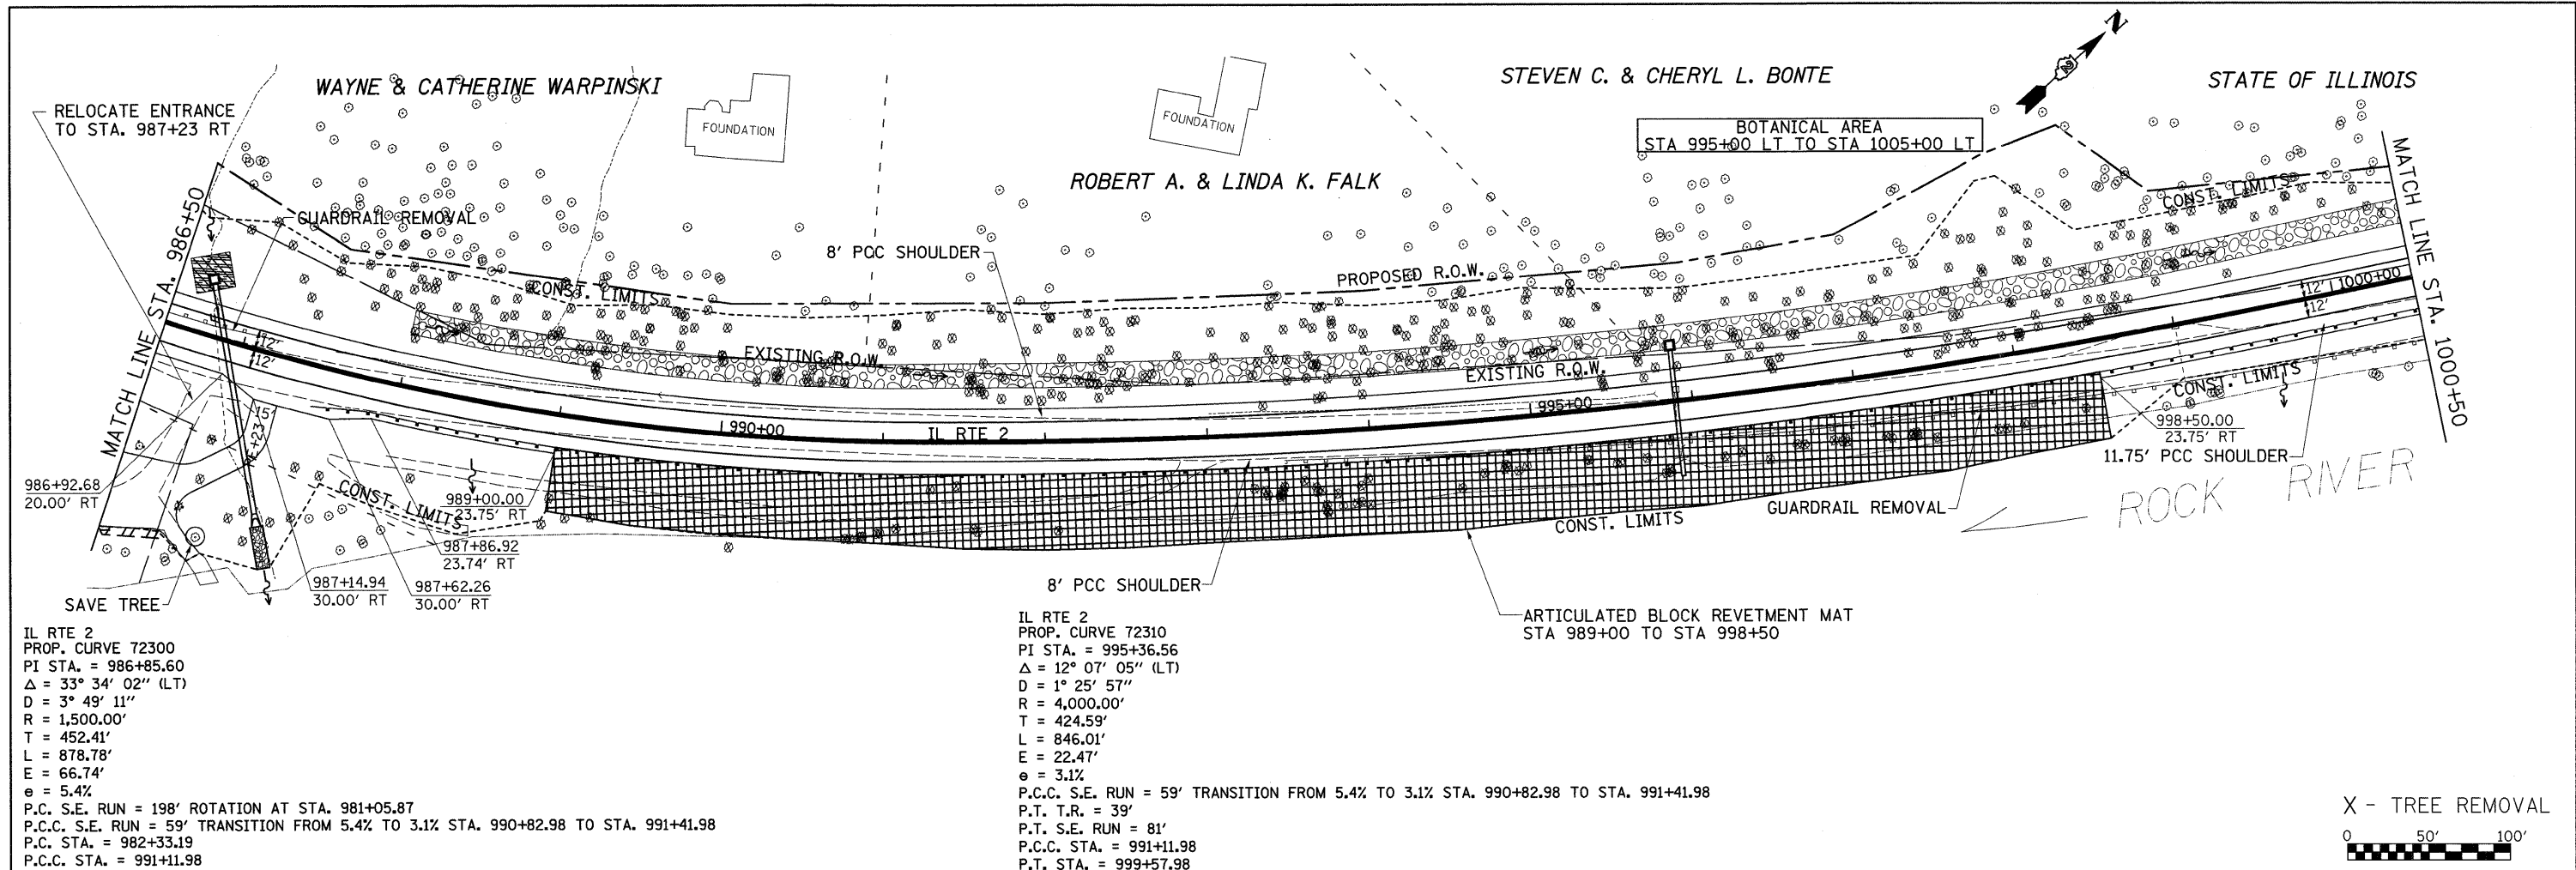 WAYNE & CATHERINE WARPINSKI
STEVEN C. & CHERYL L. BONTE
STATE OF ILLINOIS
N
2
RELOCATE ENTRANCE
TO STA. 987+23 RT
FOUNDATION
FOUNDATION
BOTANICAL AREA
STA 995+00 LT TO STA 1005+00 LT
ROBERT A. & LINDA K. FALK
MATCH LINE STA. 986+50
GUARDRAIL REMOVAL
CONST. LIMITS
8' PCC SHOULDER
PROPOSED R.O.W.
CONST. LIMITS
MATCH LINE STA. 1000+50
EXISTING R.O.W.
EXISTING R.O.W.
12'
12'
12'
12'
1000+00
990+00
IL RTE 2
995+00
CONST. LIMITS
998+50.00
23.75' RT
11.75' PCC SHOULDER
ROCK RIVER
GUARDRAIL REMOVAL
CONST. LIMITS
15'
986+92.68
20.00' RT
CONST. LIMITS
989+00.00
23.75' RT
987+86.92
23.74' RT
987+14.94
30.00' RT
987+62.26
30.00' RT
SAVE TREE
8' PCC SHOULDER
ARTICULATED BLOCK REVETMENT MAT
STA 989+00 TO STA 998+50
IL RTE 2
PROP. CURVE 72300
PI STA. = 986+85.60
Δ = 33° 34' 02" (LT)
D = 3° 49' 11"
R = 1,500.00'
T = 452.41'
L = 878.78'
E = 66.74'
e = 5.4%
P.C. S.E. RUN = 198' ROTATION AT STA. 981+05.87
P.C.C. S.E. RUN = 59' TRANSITION FROM 5.4% TO 3.1% STA. 990+82.98 TO STA. 991+41.98
P.C. STA. = 982+33.19
P.C.C. STA. = 991+11.98
IL RTE 2
PROP. CURVE 72310
PI STA. = 995+36.56
Δ = 12° 07' 05" (LT)
D = 1° 25' 57"
R = 4,000.00'
T = 424.59'
L = 846.01'
E = 22.47'
e = 3.1%
P.C.C. S.E. RUN = 59' TRANSITION FROM 5.4% TO 3.1% STA. 990+82.98 TO STA. 991+41.98
P.T. T.R. = 39'
P.T. S.E. RUN = 81'
P.C.C. STA. = 991+11.98
P.T. STA. = 999+57.98
X - TREE REMOVAL
0 50' 100'